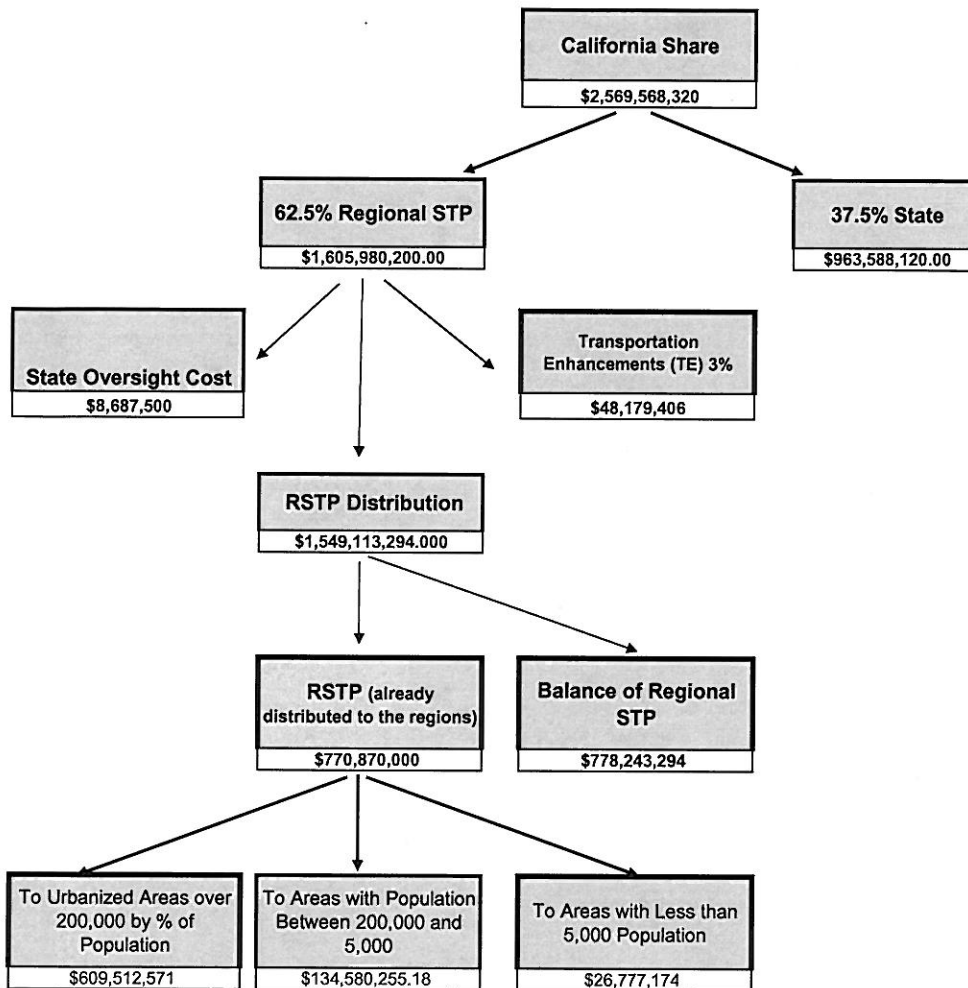 California Share
$2,569,568,320
62.5% Regional STP
$1,605,980,200.00
37.5% State
$963,588,120.00
State Oversight Cost
$8,687,500
Transportation
Enhancements (TE) 3%
$48,179,406
RSTP Distribution
$1,549,113,294.000
RSTP (already
distributed to the regions)
$770,870,000
Balance of Regional
STP
$778,243,294
To Urbanized Areas over
200,000 by % of
Population
$609,512,571
To Areas with Population
Between 200,000 and
5,000
$134,580,255.18
To Areas with Less than
5,000 Population
$26,777,174